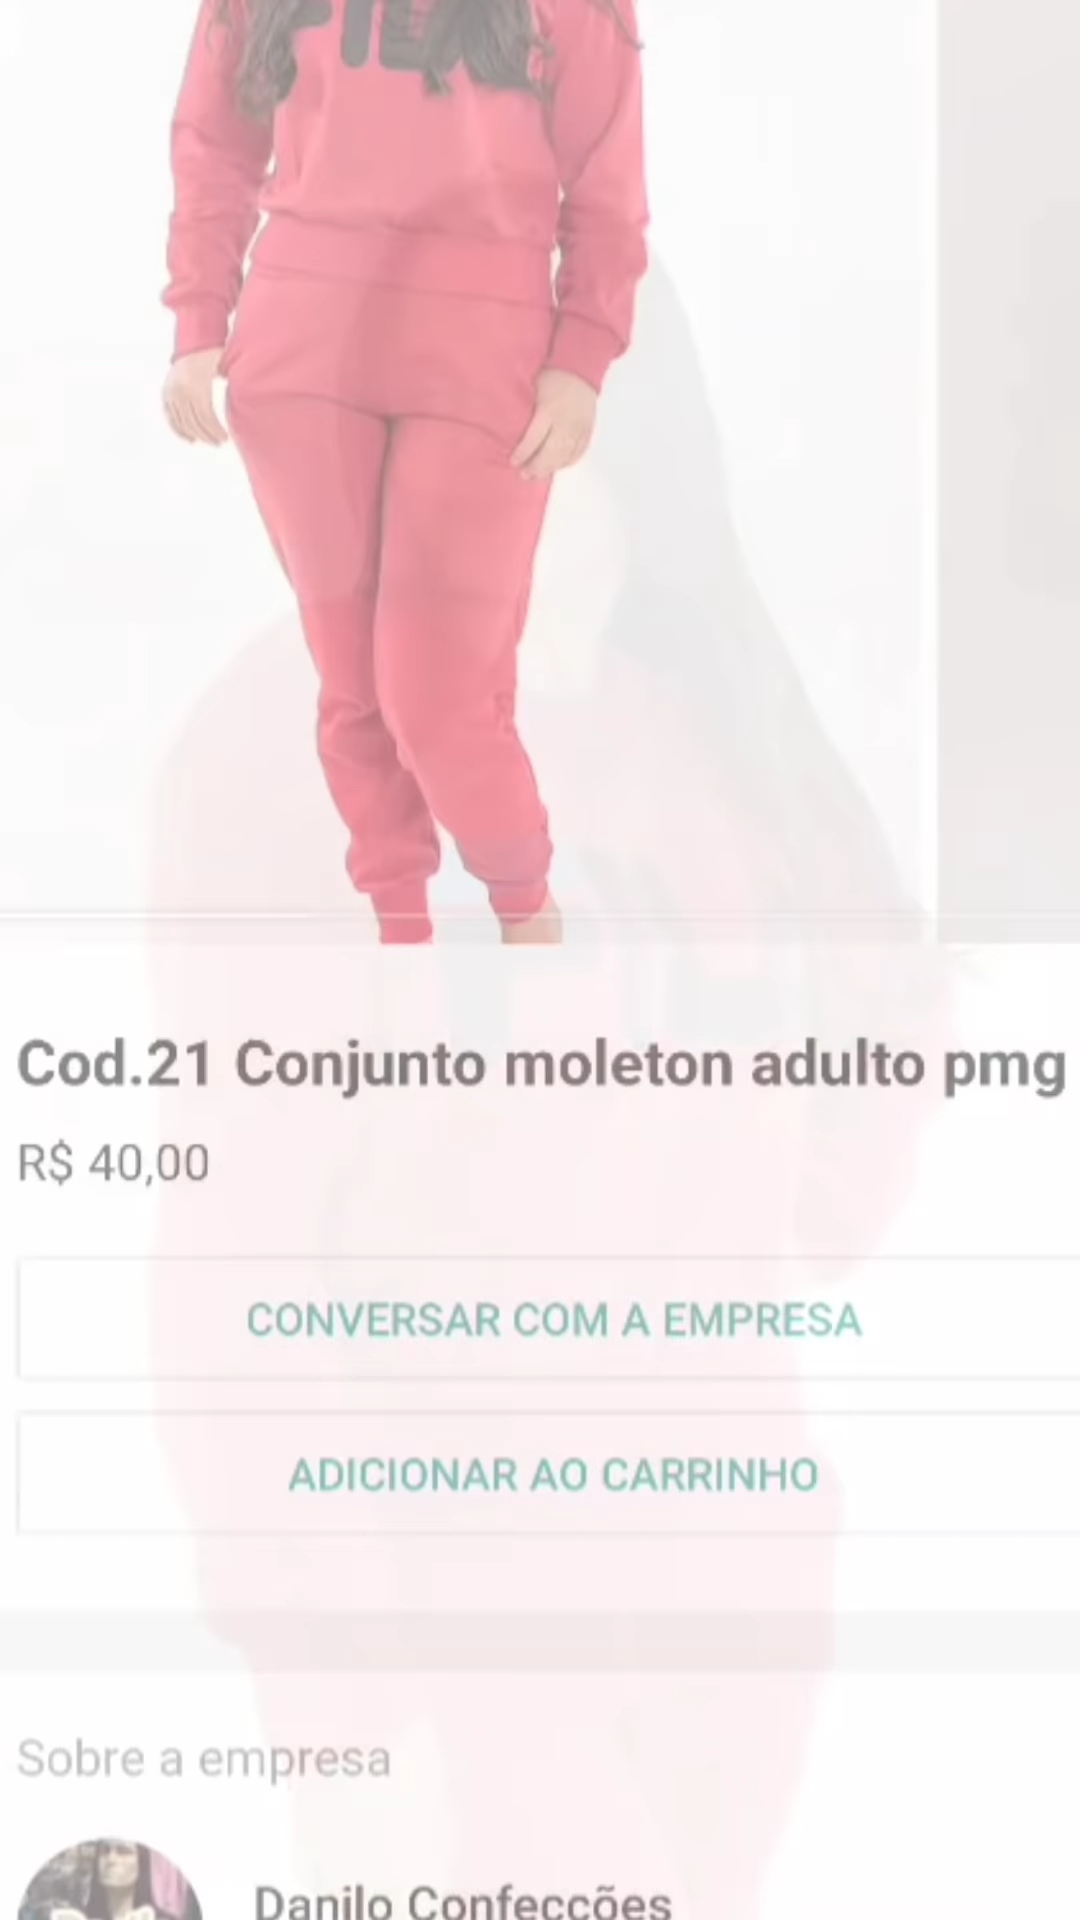 Cod.21 Conjunto moleton adulto pmg
R$ 40,00
CONVERSAR COM A EMPRESA
ADICIONAR AO CARRINHO
Sobre a empresa
Danilo Confecções